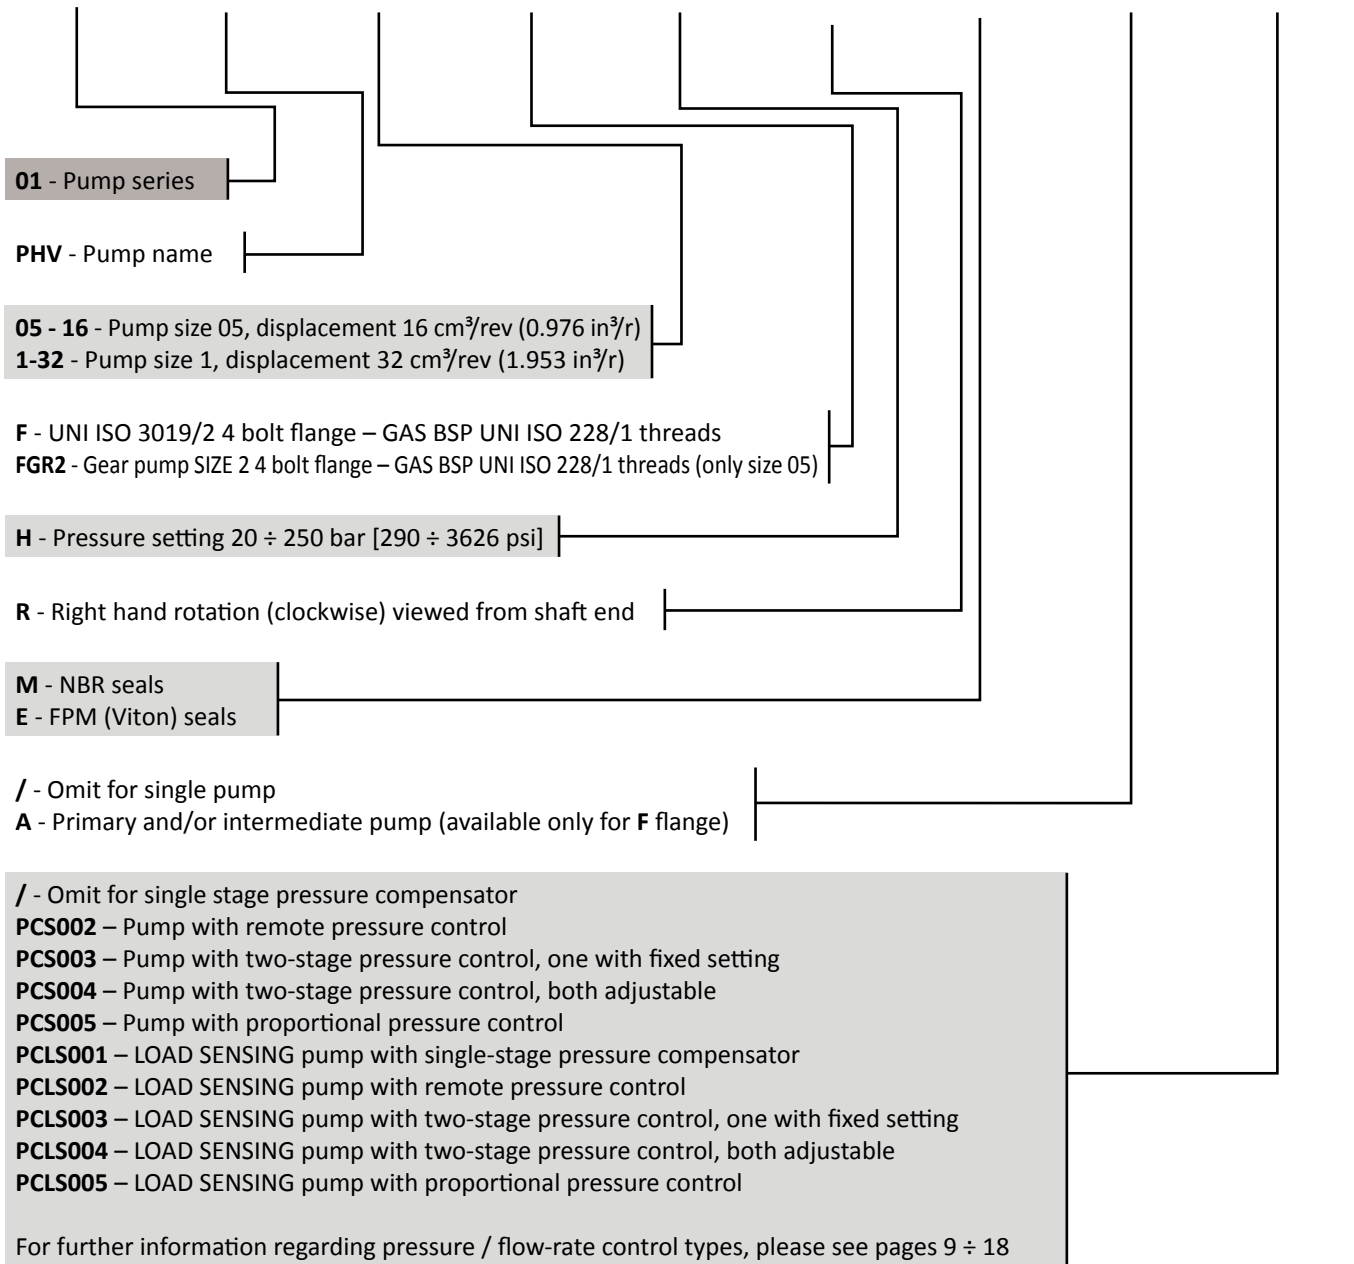 01 - Pump series
PHV - Pump name
05 - 16 - Pump size 05, displacement 16 cm³/rev (0.976 in³/r)
1-32 - Pump size 1, displacement 32 cm³/rev (1.953 in³/r)
F - UNI ISO 3019/2 4 bolt flange – GAS BSP UNI ISO 228/1 threads
FGR2 - Gear pump SIZE 2 4 bolt flange – GAS BSP UNI ISO 228/1 threads (only size 05)
H - Pressure setting 20 ÷ 250 bar [290 ÷ 3626 psi]
R - Right hand rotation (clockwise) viewed from shaft end
M - NBR seals
E - FPM (Viton) seals
/ - Omit for single pump
A - Primary and/or intermediate pump (available only for F flange)
/ - Omit for single stage pressure compensator
PCS002 – Pump with remote pressure control
PCS003 – Pump with two-stage pressure control, one with fixed setting
PCS004 – Pump with two-stage pressure control, both adjustable
PCS005 – Pump with proportional pressure control
PCLS001 – LOAD SENSING pump with single-stage pressure compensator
PCLS002 – LOAD SENSING pump with remote pressure control
PCLS003 – LOAD SENSING pump with two-stage pressure control, one with fixed setting
PCLS004 – LOAD SENSING pump with two-stage pressure control, both adjustable
PCLS005 – LOAD SENSING pump with proportional pressure control
For further information regarding pressure / flow-rate control types, please see pages 9 ÷ 18